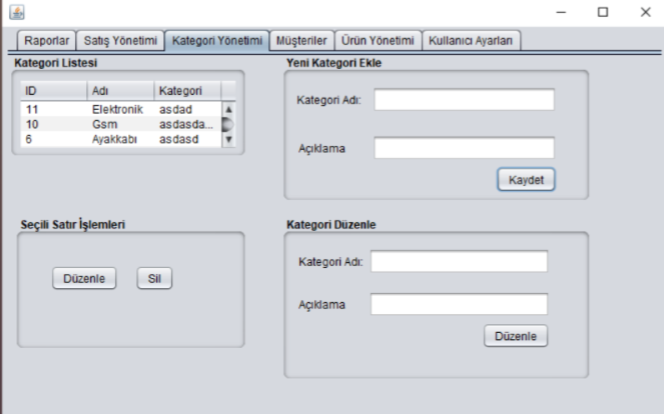 Raporlar Satış Yönetimi Kategori Yönetimi Müşteriler Ürün Yönetimi Kullanıcı Ayarları
Kategori Listesi
ID Adı Kategori
11 Elektronik asdad
10 Gsm asdasda...
6 Ayakkabı asdasd
Yeni Kategori Ekle
Kategori Adı:
Açıklama
Kaydet
Seçili Satır İşlemleri
Düzenle Sil
Kategori Düzenle
Kategori Adı:
Açıklama
Düzenle